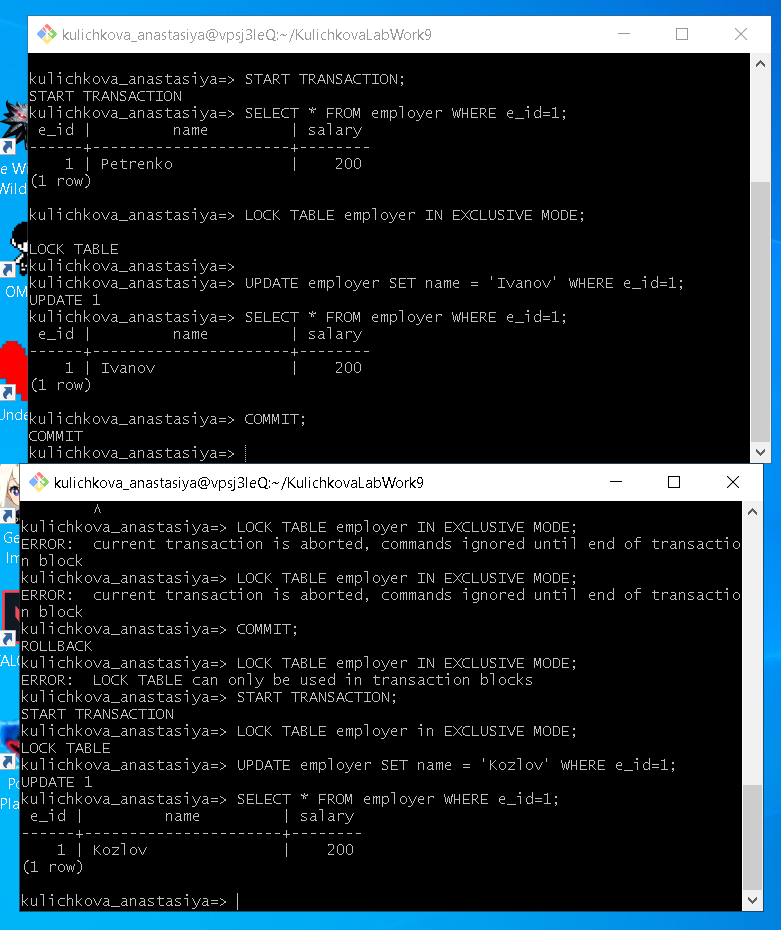 kulichkova_anastasiya@vpsj3leQ:~/KulichkovaLabWork9
kulichkova_anastasiya=> START TRANSACTION;
START TRANSACTION
kulichkova_anastasiya=> SELECT * FROM employer WHERE e_id=1;
 e_id |         name         | salary
------+----------------------+--------
    1 | Petrenko             |    200
(1 row)
kulichkova_anastasiya=> LOCK TABLE employer IN EXCLUSIVE MODE;
LOCK TABLE
kulichkova_anastasiya=>
kulichkova_anastasiya=> UPDATE employer SET name = 'Ivanov' WHERE e_id=1;
UPDATE 1
kulichkova_anastasiya=> SELECT * FROM employer WHERE e_id=1;
 e_id |         name         | salary
------+----------------------+--------
    1 | Ivanov               |    200
(1 row)
kulichkova_anastasiya=> COMMIT;
COMMIT
kulichkova_anastasiya=>
kulichkova_anastasiya@vpsj3leQ:~/KulichkovaLabWork9
        ^
kulichkova_anastasiya=> LOCK TABLE employer IN EXCLUSIVE MODE;
ERROR:  current transaction is aborted, commands ignored until end of transactio
n block
kulichkova_anastasiya=> LOCK TABLE employer IN EXCLUSIVE MODE;
ERROR:  current transaction is aborted, commands ignored until end of transactio
n block
kulichkova_anastasiya=> COMMIT;
ROLLBACK
kulichkova_anastasiya=> LOCK TABLE employer IN EXCLUSIVE MODE;
ERROR:  LOCK TABLE can only be used in transaction blocks
kulichkova_anastasiya=> START TRANSACTION;
START TRANSACTION
kulichkova_anastasiya=> LOCK TABLE employer in EXCLUSIVE MODE;
LOCK TABLE
kulichkova_anastasiya=> UPDATE employer SET name = 'Kozlov' WHERE e_id=1;
UPDATE 1
kulichkova_anastasiya=> SELECT * FROM employer WHERE e_id=1;
 e_id |         name         | salary
------+----------------------+--------
    1 | Kozlov               |    200
(1 row)
kulichkova_anastasiya=>
e W
Wild
OM
Unde
Ge
Im
ALO
Po
Pla